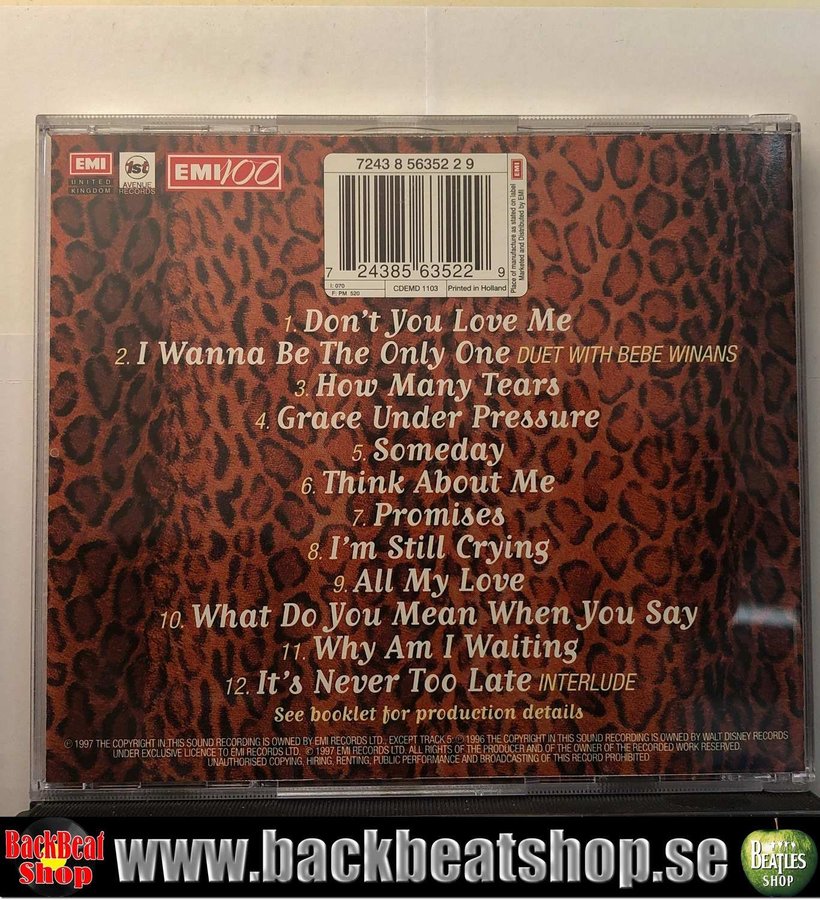 EMI
UNITED
KINGDOM
1st
AVENUE
RECORDS
EMI100
7243 8 56352 2 9
7 24385 63522 9
I: 070
F: PM 520
CDEMD 1103
Printed in Holland
EMI
Place of manufacture as stated on label
Marketed and Distributed by EMI
1. Don't You Love Me
2. I Wanna Be The Only One DUET WITH BEBE WINANS
3. How Many Tears
4. Grace Under Pressure
5. Someday
6. Think About Me
7. Promises
8. I'm Still Crying
9. All My Love
10. What Do You Mean When You Say
11. Why Am I Waiting
12. It's Never Too Late INTERLUDE
See booklet for production details
℗ 1997 THE COPYRIGHT IN THIS SOUND RECORDING IS OWNED BY EMI RECORDS LTD., EXCEPT TRACK 5: ℗ 1996 THE COPYRIGHT IN THIS SOUND RECORDING IS OWNED BY WALT DISNEY RECORDS
UNDER EXCLUSIVE LICENCE TO EMI RECORDS LTD. © 1997 EMI RECORDS LTD. ALL RIGHTS OF THE PRODUCER AND OF THE OWNER OF THE RECORDED WORK RESERVED.
UNAUTHORISED COPYING, HIRING, RENTING, PUBLIC PERFORMANCE AND BROADCASTING OF THIS RECORD PROHIBITED
BackBeat
Shop
www.backbeatshop.se
BEATLES
SHOP